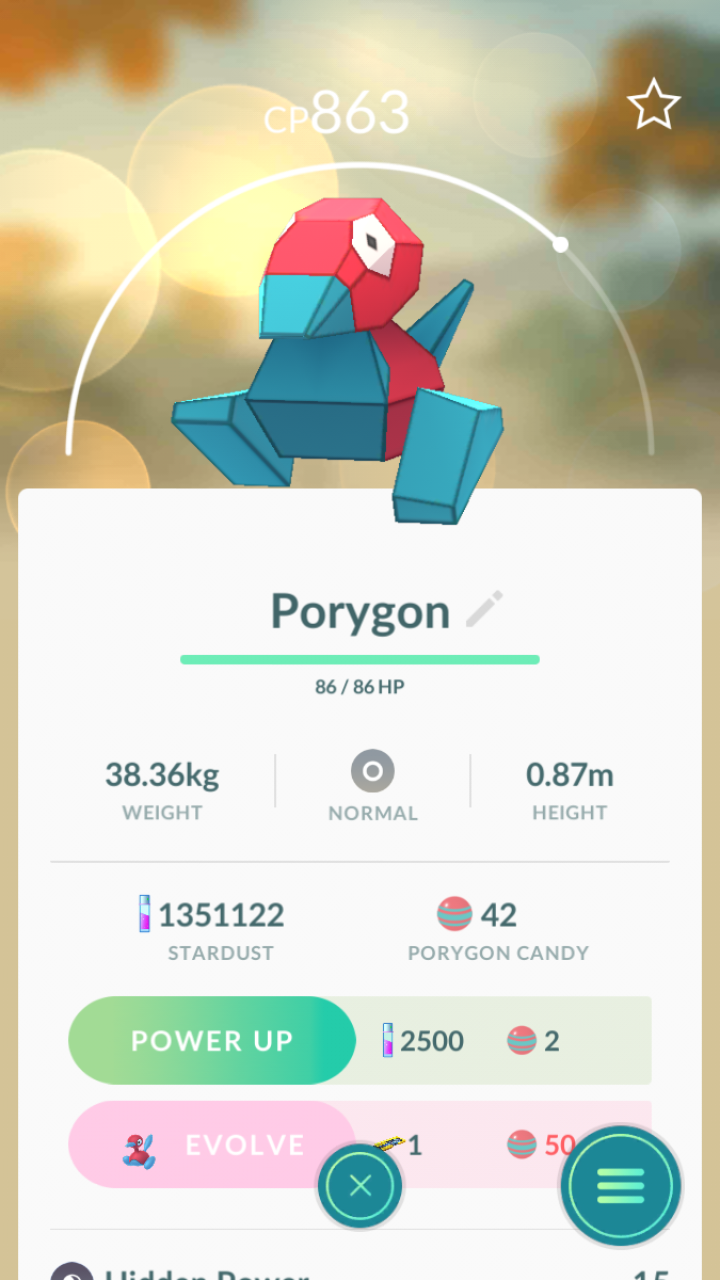 CP863
Porygon
86 / 86 HP
38.36kg
WEIGHT
NORMAL
0.87m
HEIGHT
1351122
STARDUST
42
PORYGON CANDY
POWER UP 2500 2
EVOLVE 1 50
Hidden Power 15